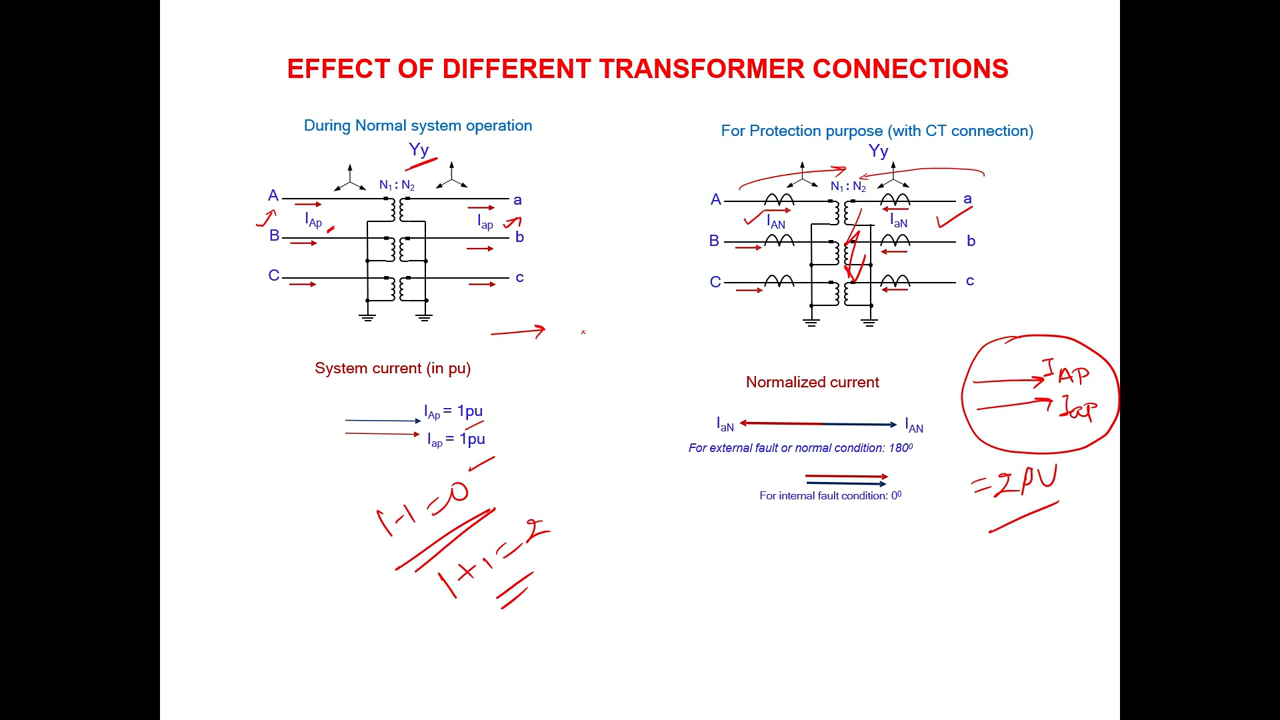 EFFECT OF DIFFERENT TRANSFORMER CONNECTIONS
During Normal system operation
Yy
N1 : N2
A
a
IAp
Iap
B
b
C
c
System current (in pu)
IAp = 1pu
Iap = 1pu
1-1=0
1+1=2
For Protection purpose (with CT connection)
Yy
N1 : N2
A
a
IAN
IaN
B
b
C
c
Normalized current
IaN
IAN
For external fault or normal condition: 180⁰
For internal fault condition: 0⁰
IAP
Iap
=2PU